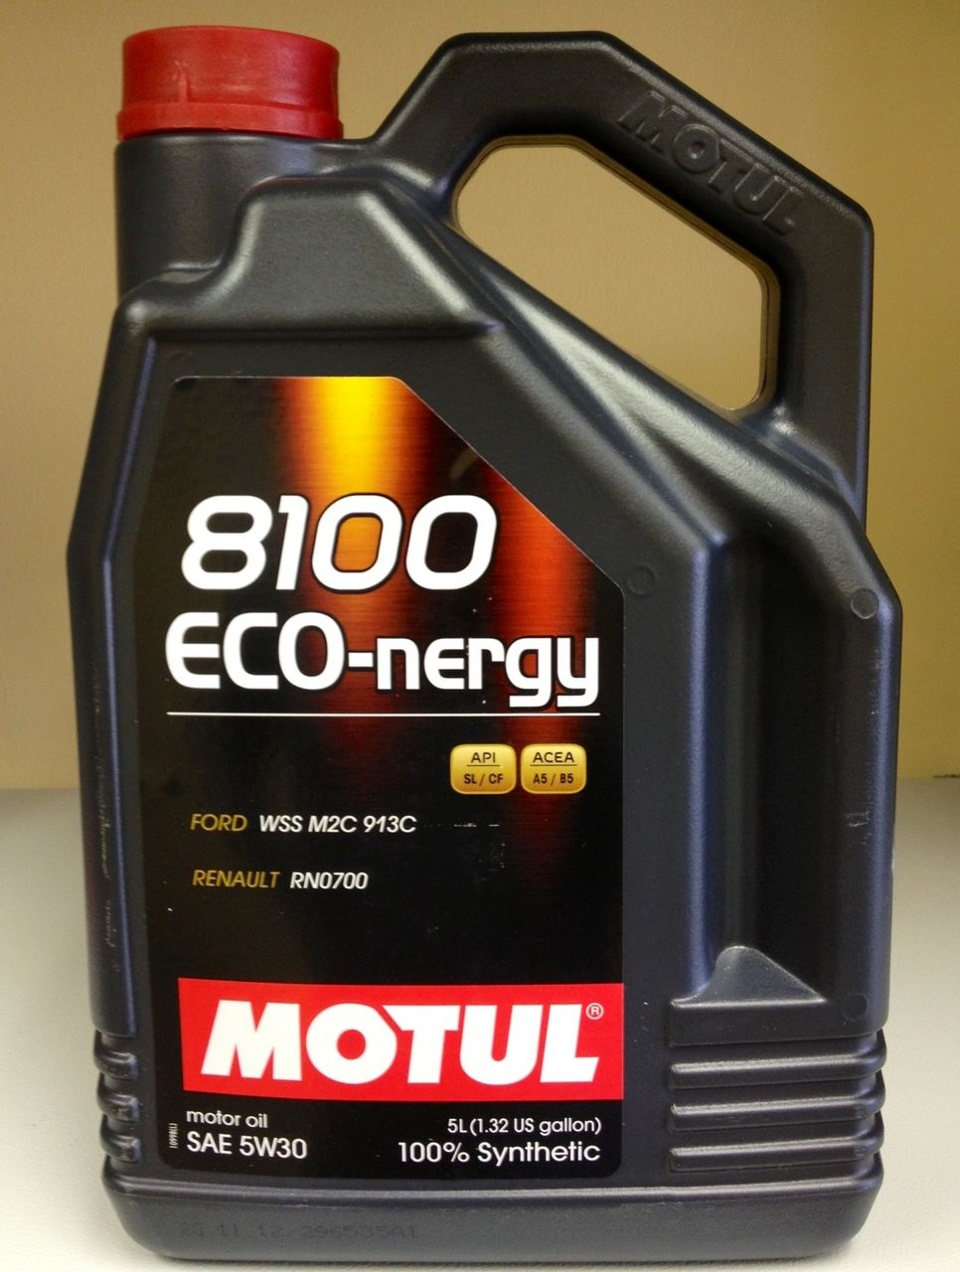 MOTUL
8100
ECO-nergy
API
SL / CF
ACEA
A5 / B5
FORD WSS M2C 913C
RENAULT RN0700
MOTUL®
motor oil
SAE 5W30
5L (1.32 US gallon)
100% Synthetic